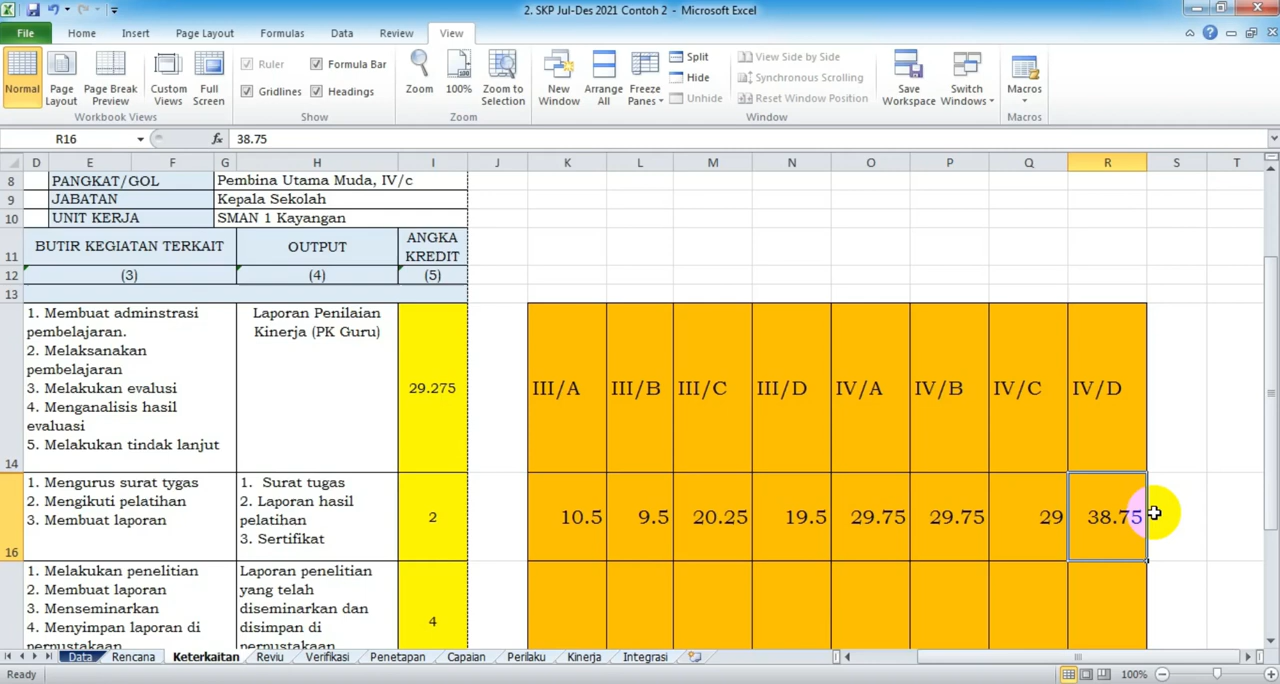 2. SKP Jul-Des 2021 Contoh 2 - Microsoft Excel
File Home Insert Page Layout Formulas Data Review View
Normal
Page Layout
Page Break Preview
Custom Views
Full Screen
Workbook Views
Ruler
Formula Bar
Gridlines
Headings
Show
Zoom
100%
Zoom to Selection
Zoom
New Window
Arrange All
Freeze Panes
Split
Hide
Unhide
View Side by Side
Synchronous Scrolling
Reset Window Position
Window
Save Workspace
Switch Windows
Macros
Macros
R16 fx 38.75
D E F G H I J K L M N O P Q R S T
8 PANGKAT/GOL Pembina Utama Muda, IV/c
9 JABATAN Kepala Sekolah
10 UNIT KERJA SMAN 1 Kayangan
11 BUTIR KEGIATAN TERKAIT OUTPUT ANGKA KREDIT
12 (3) (4) (5)
13
14
1. Membuat adminstrasi
pembelajaran.
2. Melaksanakan
pembelajaran
3. Melakukan evalusi
4. Menganalisis hasil
evaluasi
5. Melakukan tindak lanjut
Laporan Penilaian
Kinerja (PK Guru)
29.275
III/A III/B III/C III/D IV/A IV/B IV/C IV/D
16
1. Mengurus surat tygas
2. Mengikuti pelatihan
3. Membuat laporan
1. Surat tugas
2. Laporan hasil
pelatihan
3. Sertifikat
2
10.5 9.5 20.25 19.5 29.75 29.75 29 38.75
1. Melakukan penelitian
2. Membuat laporan
3. Menseminarkan
4. Menyimpan laporan di
perpustakaan
Laporan penelitian
yang telah
diseminarkan dan
disimpan di
perpustakaan
4
Data Rencana Keterkaitan Reviu Verifikasi Penetapan Capaian Perilaku Kinerja Integrasi
Ready 100%